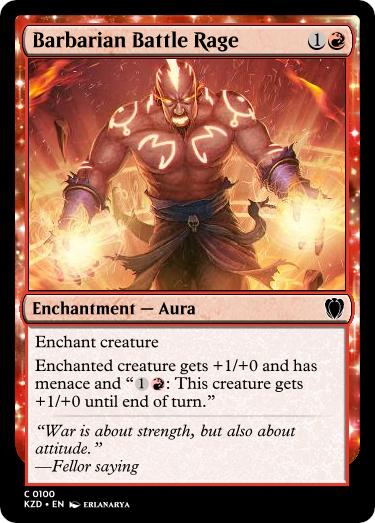 Barbarian Battle Rage 1
Enchantment — Aura
Enchant creature
Enchanted creature gets +1/+0 and has
menace and “1 : This creature gets
+1/+0 until end of turn.”
“War is about strength, but also about
attitude.”
—Fellor saying
C 0100
KZD • EN ERLANARYA